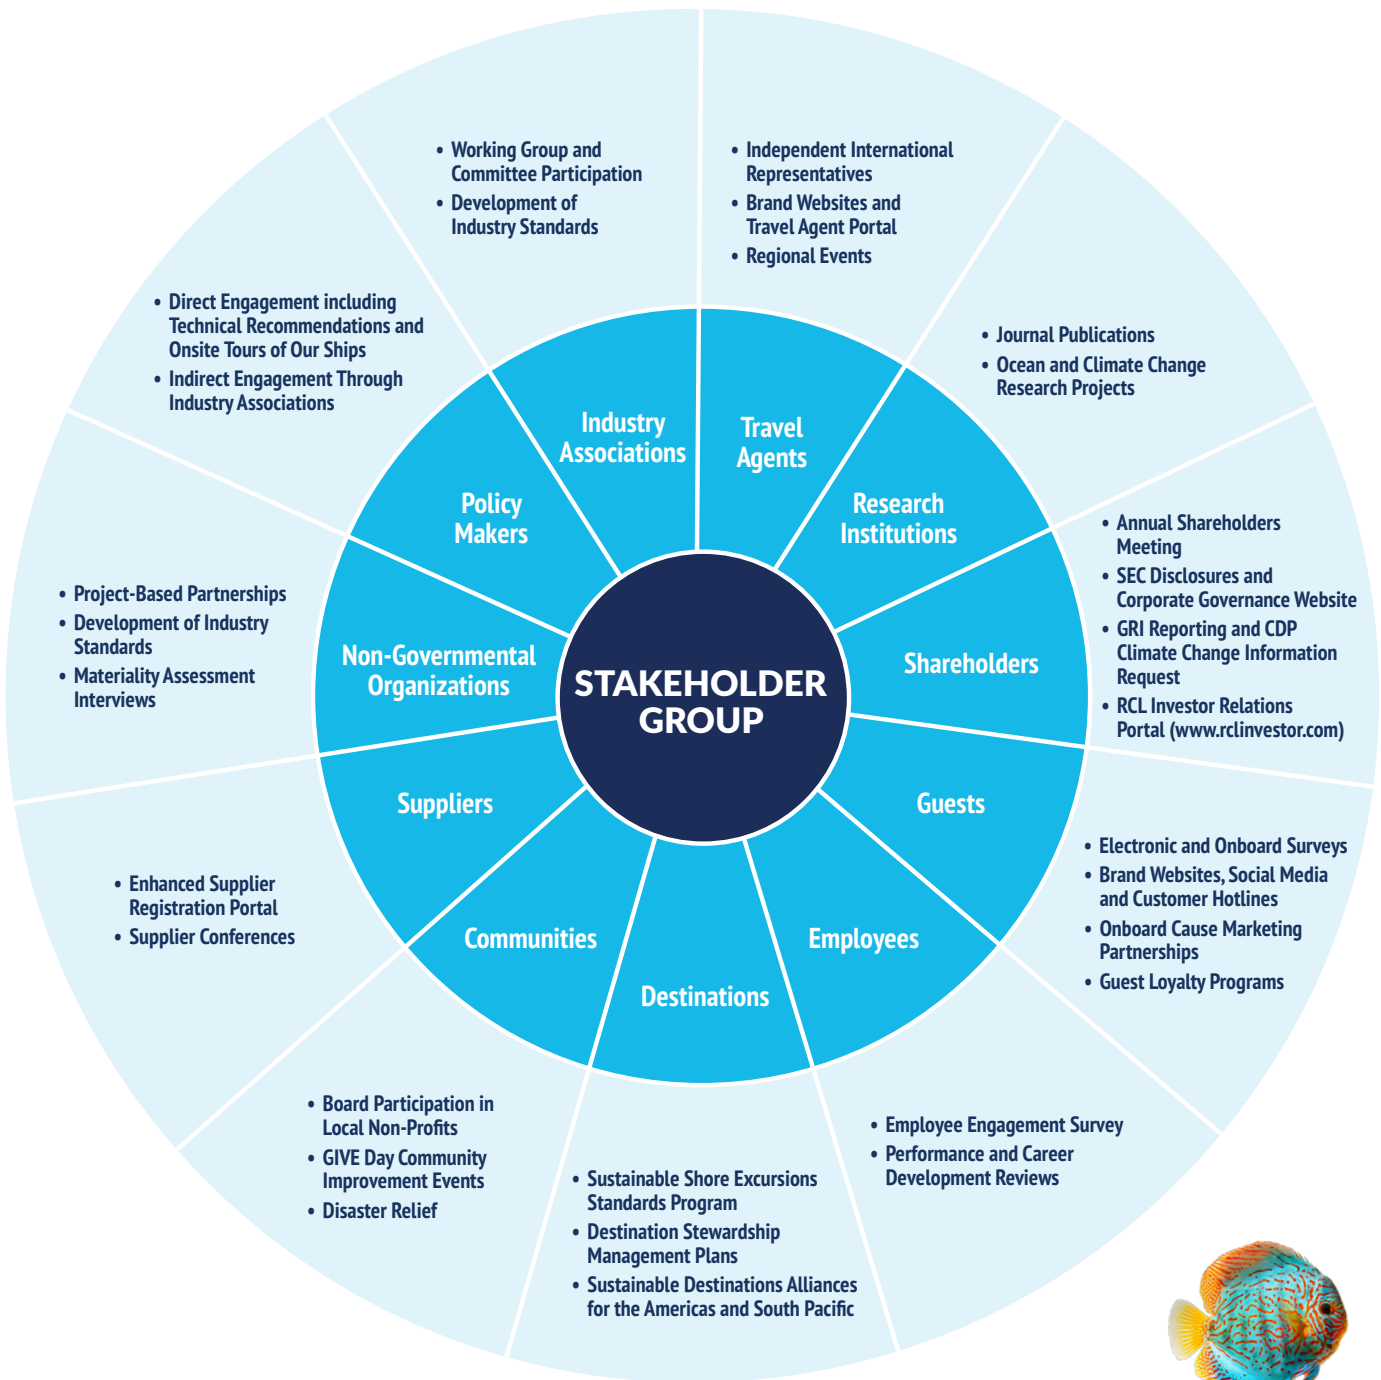 • Working Group and
Committee Participation
• Development of
Industry Standards
• Independent International
Representatives
• Brand Websites and
Travel Agent Portal
• Regional Events
• Journal Publications
• Ocean and Climate Change
Research Projects
• Annual Shareholders
Meeting
• SEC Disclosures and
Corporate Governance Website
• GRI Reporting and CDP
Climate Change Information
Request
• RCL Investor Relations
Portal (www.rclinvestor.com)
• Electronic and Onboard Surveys
• Brand Websites, Social Media
and Customer Hotlines
• Onboard Cause Marketing
Partnerships
• Guest Loyalty Programs
• Employee Engagement Survey
• Performance and Career
Development Reviews
• Sustainable Shore Excursions
Standards Program
• Destination Stewardship
Management Plans
• Sustainable Destinations Alliances
for the Americas and South Pacific
• Board Participation in
Local Non-Profits
• GIVE Day Community
Improvement Events
• Disaster Relief
• Enhanced Supplier
Registration Portal
• Supplier Conferences
• Project-Based Partnerships
• Development of Industry
Standards
• Materiality Assessment
Interviews
• Direct Engagement including
Technical Recommendations and
Onsite Tours of Our Ships
• Indirect Engagement Through
Industry Associations
Industry
Associations
Travel
Agents
Research
Institutions
Shareholders
Guests
Employees
Destinations
Communities
Suppliers
Non-Governmental
Organizations
Policy
Makers
STAKEHOLDER
GROUP